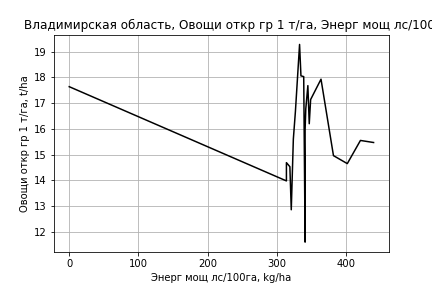 Владимирская область, Овощи откр гр 1 т/га, Энерг мощ лс/100
19
18
17
16
15
14
13
12
Овощи откр гр 1 т/га, t/ha
0 100 200 300 400
Энерг мощ лс/100га, kg/ha